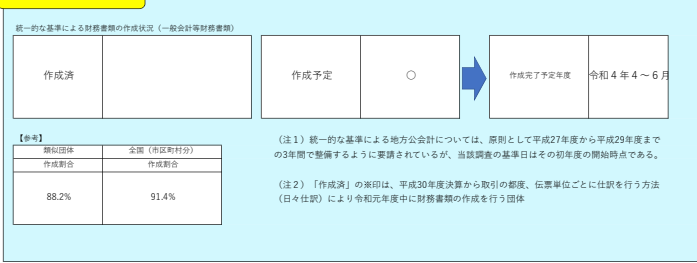 統一的な基準による財務書類の作成状況（一般会計等財務書類）
作成済
作成予定 ○
作成完了予定年度 令和４年４～６月
【参考】
類似団体 全国（市区町村分）
作成割合 作成割合
88.2% 91.4%
（注１）統一的な基準による地方公会計については、原則として平成27年度から平成29年度まで
の3年間で整備するように要請されているが、当該調査の基準日はその初年度の開始時点である。
（注２）「作成済」の※印は、平成30年度決算から取引の都度、伝票単位ごとに仕訳を行う方法
（日々仕訳）により令和元年度中に財務書類の作成を行う団体